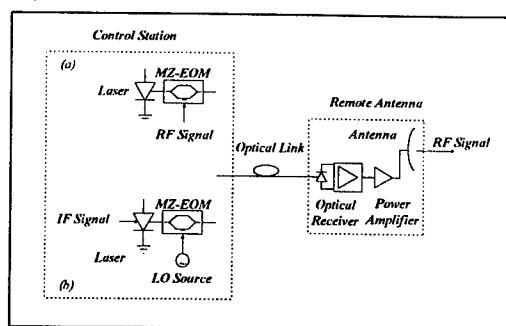 Control Station
(a)
MZ-EOM
Laser
RF Signal
Remote Antenna
Antenna
RF Signal
Optical Link
Optical Receiver
Power Amplifier
MZ-EOM
IF Signal
Laser
LO Source
(b)